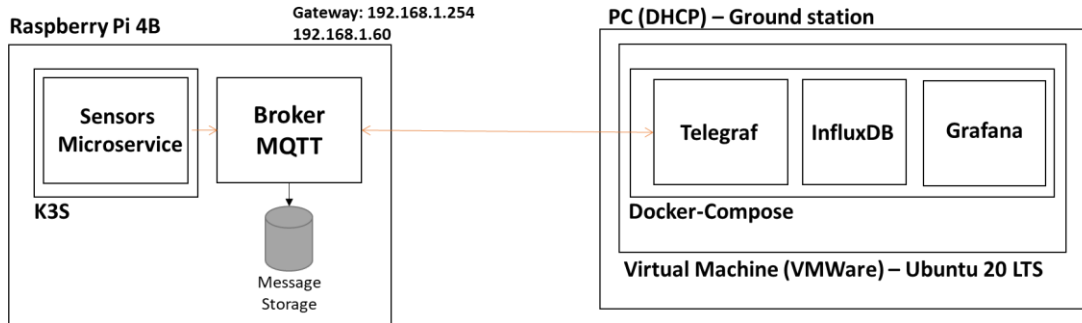 Raspberry Pi 4B
Gateway: 192.168.1.254
192.168.1.60
Sensors
Microservice
K3S
Broker
MQTT
Message
Storage
PC (DHCP) – Ground station
Telegraf
InfluxDB
Grafana
Docker-Compose
Virtual Machine (VMWare) – Ubuntu 20 LTS